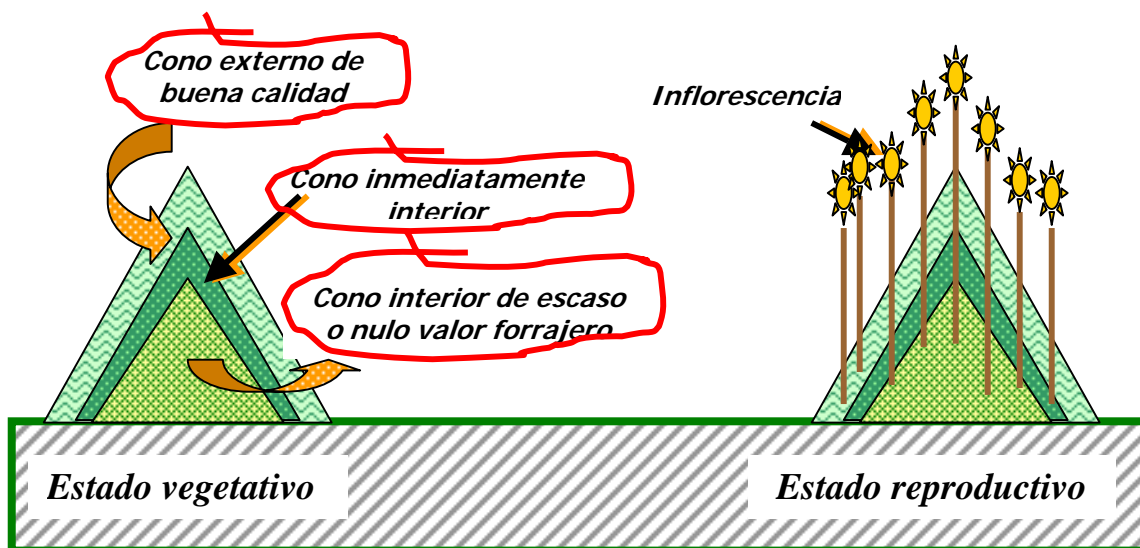 Cono externo de
buena calidad
Cono inmediatamente
interior
Cono interior de escaso
o nulo valor forrajero
Inflorescencia
Estado vegetativo
Estado reproductivo